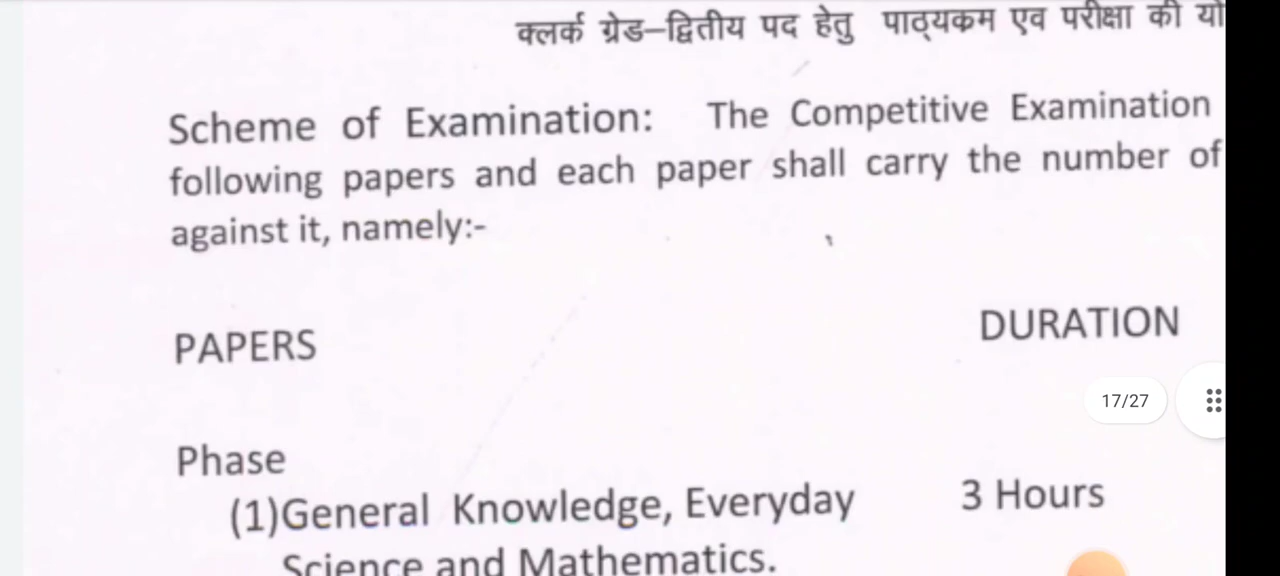 क्लर्क ग्रेड–द्वितीय पद हेतु पाठ्यकम एव परीक्षा की यो
Scheme of Examination: The Competitive Examination
following papers and each paper shall carry the number of
against it, namely:-
PAPERS DURATION
17/27
Phase
(1)General Knowledge, Everyday 3 Hours
Science and Mathematics.